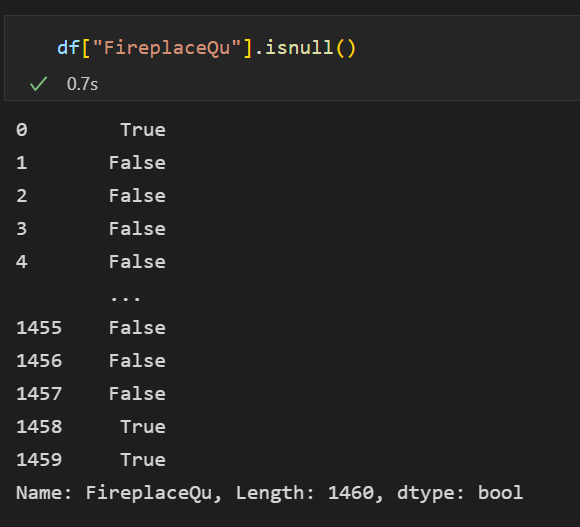 df["FireplaceQu"].isnull()
0.7s
0        True
1       False
2       False
3       False
4       False
        ...
1455    False
1456    False
1457    False
1458     True
1459     True
Name: FireplaceQu, Length: 1460, dtype: bool